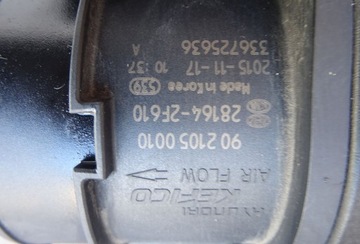 HYUNDAI
KEFICO
AIR FLOW
90 2105 0010
28164-2F610
Made in Korea
2015-11-17 10:37
336725636 A